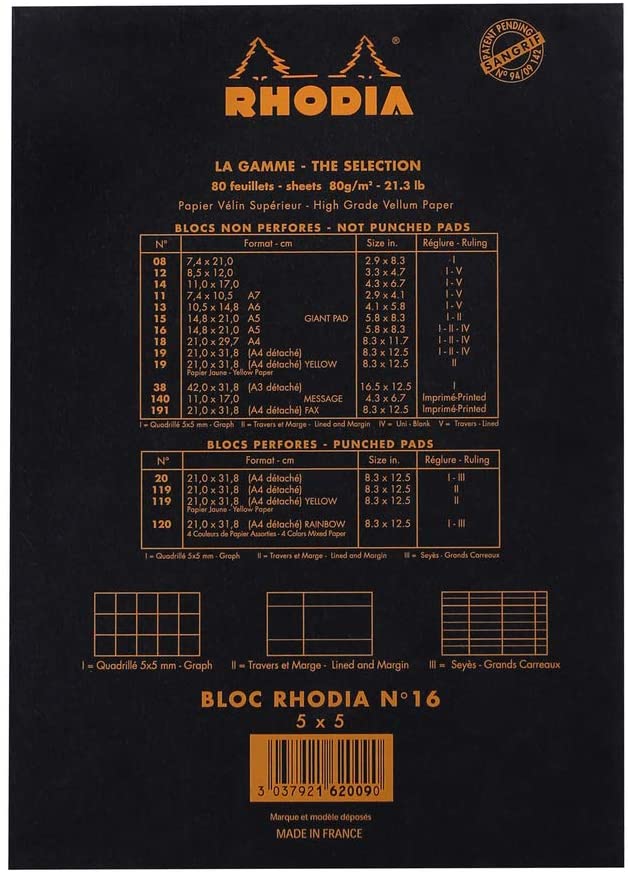 PATENT PENDING
SANGRIF
N° 94/09 142
®
RHODIA
LA GAMME - THE SELECTION
80 feuillets - sheets 80g/m² - 21.3 lb
Papier Vélin Supérieur - High Grade Vellum Paper
BLOCS NON PERFORES - NOT PUNCHED PADS
N° Format - cm Size in. Réglure - Ruling
08 7,4 x 21,0 2.9 x 8.3 I
12 8,5 x 12,0 3.3 x 4.7 I - V
14 11,0 x 17,0 4.3 x 6.7 I - V
11 7,4 x 10,5 A7 2.9 x 4.1 I - V
13 10,5 x 14,8 A6 4.1 x 5.8 I - V
15 14,8 x 21,0 A5 GIANT PAD 5.8 x 8.3 I - II
16 14,8 x 21,0 A5 5.8 x 8.3 I - II - IV
18 21,0 x 29,7 A4 8.3 x 11.7 I - II - IV
19 21,0 x 31,8 (A4 détaché) 8.3 x 12.5 I - II - IV
19 21,0 x 31,8 (A4 détaché) YELLOW 8.3 x 12.5 II
Papier Jaune - Yellow Paper
38 42,0 x 31,8 (A3 détaché) 16.5 x 12.5 I
140 11,0 x 17,0 MESSAGE 4.3 x 6.7 Imprimé-Printed
191 21,0 x 31,8 (A4 détaché) FAX 8.3 x 12.5 Imprimé-Printed
I = Quadrillé 5x5 mm - Graph II = Travers et Marge - Lined and Margin IV = Uni - Blank V = Travers - Lined
BLOCS PERFORES - PUNCHED PADS
N° Format - cm Size in. Réglure - Ruling
20 21,0 x 31,8 (A4 détaché) 8.3 x 12.5 I - III
119 21,0 x 31,8 (A4 détaché) 8.3 x 12.5 II
119 21,0 x 31,8 (A4 détaché) YELLOW 8.3 x 12.5 II
Papier Jaune - Yellow Paper
120 21,0 x 31,8 (A4 détaché) RAINBOW 8.3 x 12.5 I - III
4 Couleurs de Papier Assorties - 4 Colors Mixed Paper
I = Quadrillé 5x5 mm - Graph II = Travers et Marge - Lined and Margin III = Seyès - Grands Carreaux
I = Quadrillé 5x5 mm - Graph II = Travers et Marge - Lined and Margin III = Seyès - Grands Carreaux
BLOC RHODIA N°16
5 x 5
3 037921 620090
Marque et modèle déposés
MADE IN FRANCE